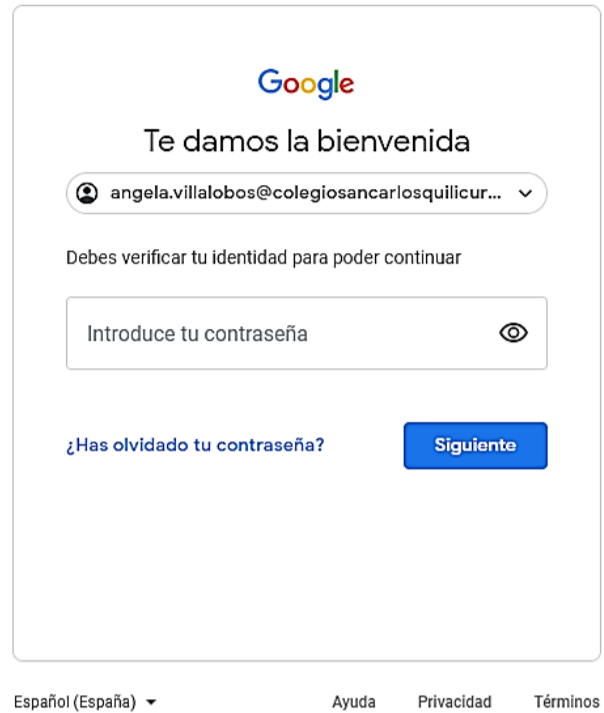 Google
Te damos la bienvenida
angela.villalobos@colegiosancarlosquilicur...
Debes verificar tu identidad para poder continuar
Introduce tu contraseña
¿Has olvidado tu contraseña? Siguiente
Español (España) Ayuda Privacidad Términos